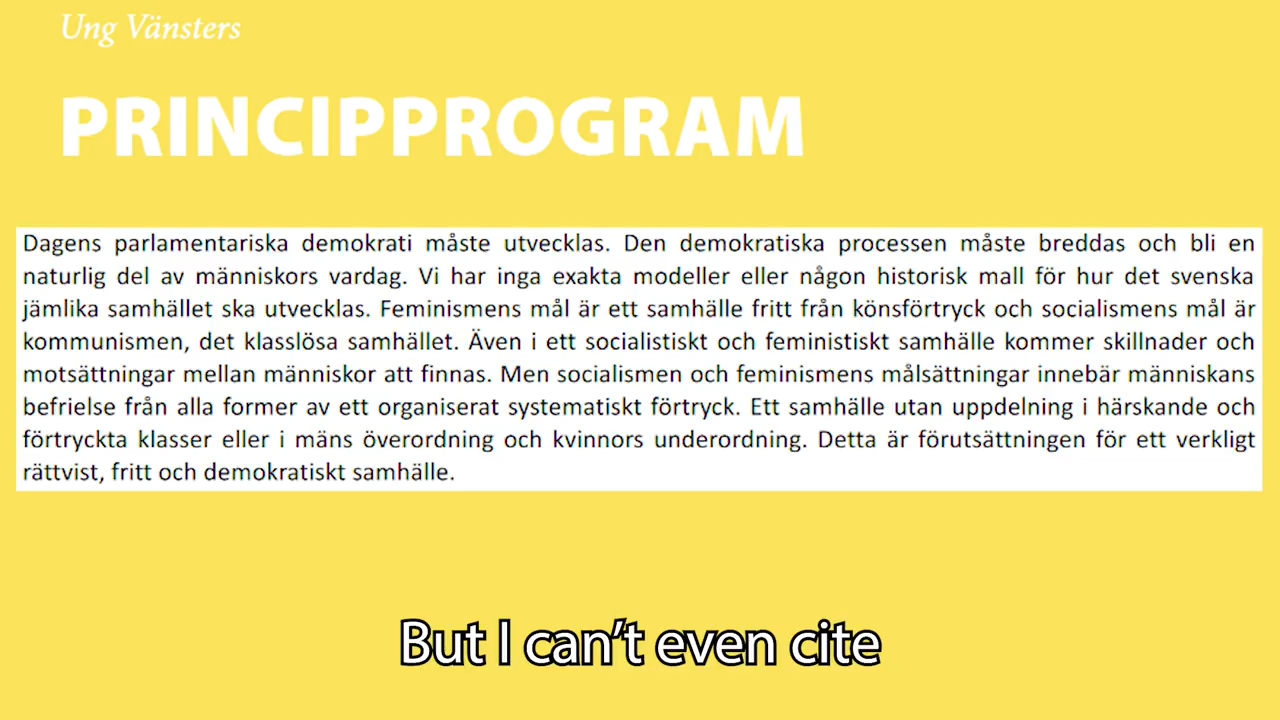 Ung Vänsters
PRINCIPPROGRAM
Dagens parlamentariska demokrati måste utvecklas. Den demokratiska processen måste breddas och bli en
naturlig del av människors vardag. Vi har inga exakta modeller eller någon historisk mall för hur det svenska
jämlika samhället ska utvecklas. Feminismens mål är ett samhälle fritt från könsförtryck och socialismens mål är
kommunismen, det klasslösa samhället. Även i ett socialistiskt och feministiskt samhälle kommer skillnader och
motsättningar mellan människor att finnas. Men socialismen och feminismens målsättningar innebär människans
befrielse från alla former av ett organiserat systematiskt förtryck. Ett samhälle utan uppdelning i härskande och
förtryckta klasser eller i mäns överordning och kvinnors underordning. Detta är förutsättningen för ett verkligt
rättvist, fritt och demokratiskt samhälle.
But I can't even cite